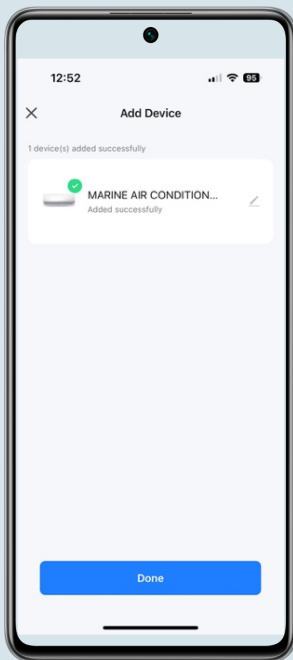 12:52
95
Add Device
1 device(s) added successfully
MARINE AIR CONDITION...
Added successfully
Done